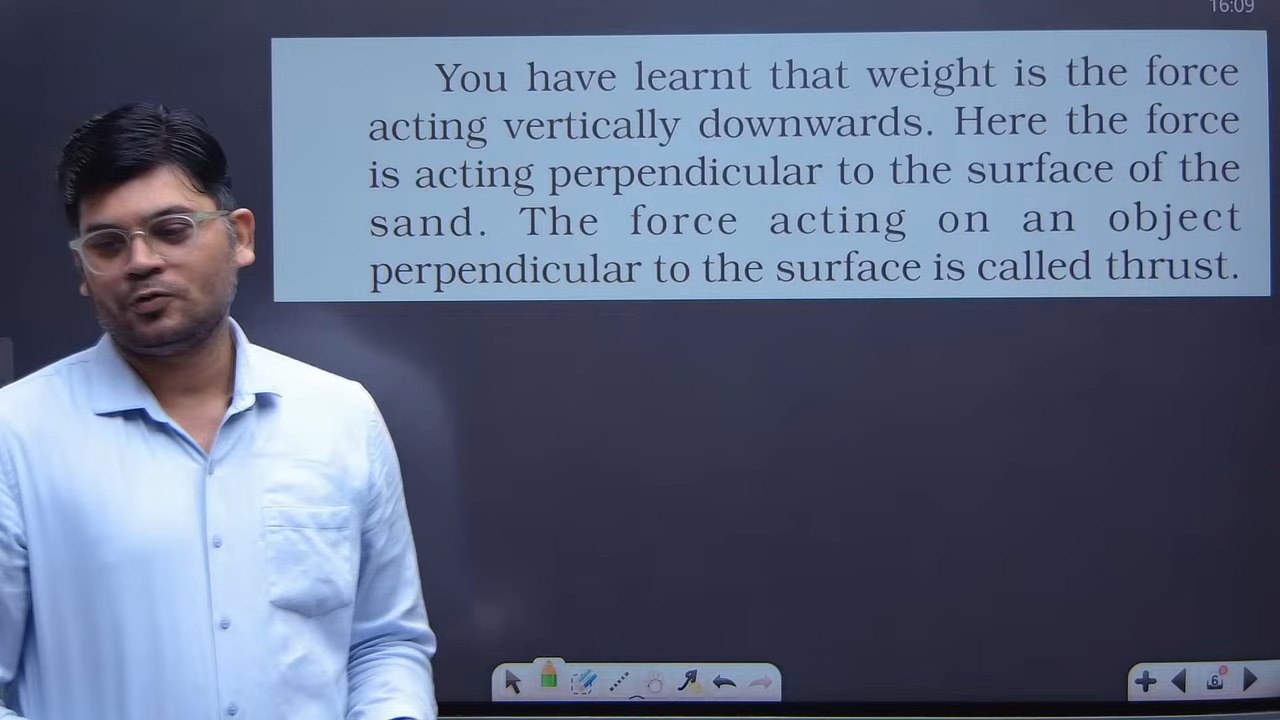 16:09
You have learnt that weight is the force
acting vertically downwards. Here the force
is acting perpendicular to the surface of the
sand. The force acting on an object
perpendicular to the surface is called thrust.
6